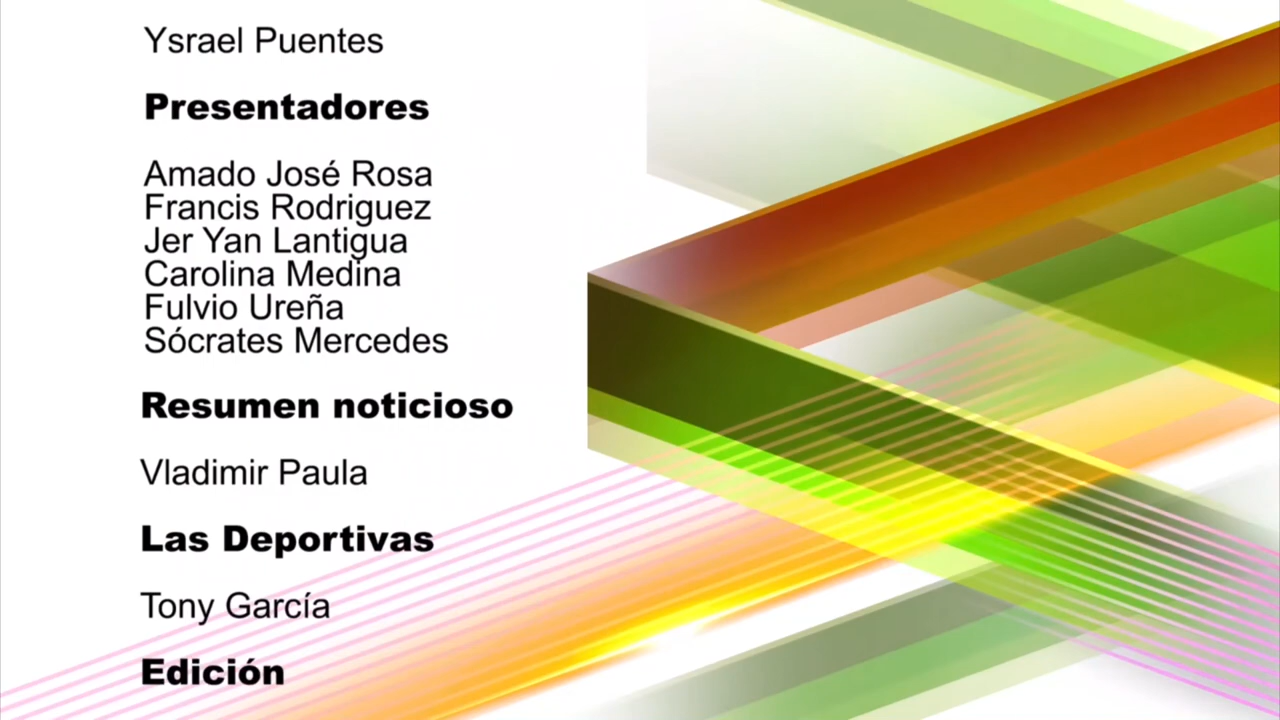 Ysrael Puentes
Presentadores
Amado José Rosa
Francis Rodriguez
Jer Yan Lantigua
Carolina Medina
Fulvio Ureña
Sócrates Mercedes
Resumen noticioso
Vladimir Paula
Las Deportivas
Tony García
Edición